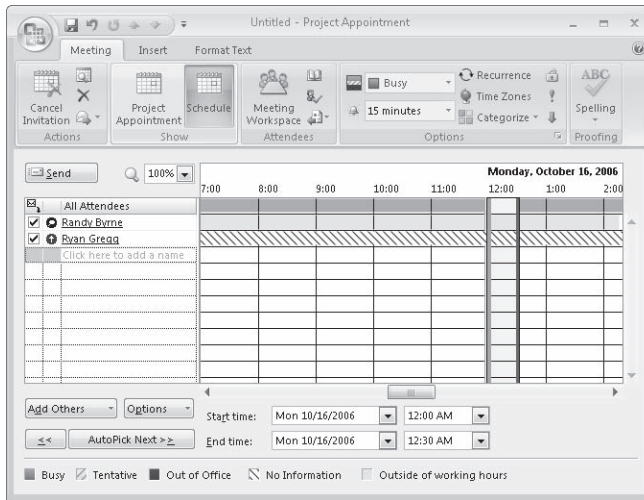 Untitled - Project Appointment
Meeting Insert Format Text
Cancel Invitation
Project Appointment
Schedule
Meeting Workspace
Busy
15 minutes
Recurrence
Time Zones
Categorize
ABC
Spelling
Actions Show Attendees Options Proofing
Send 100%
Monday, October 16, 2006
7:00 8:00 9:00 10:00 11:00 12:00 1:00 2:00
All Attendees
Randy Byrne
Ryan Gregg
Click here to add a name
Add Others Options Start time: Mon 10/16/2006 12:00 AM
<< AutoPick Next >> End time: Mon 10/16/2006 12:30 AM
Busy Tentative Out of Office No Information Outside of working hours